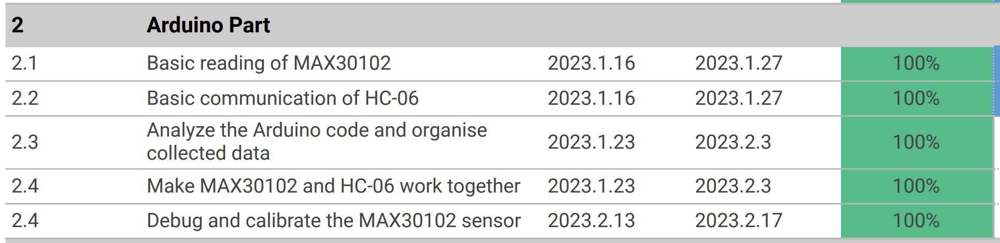 2 Arduino Part
2.1 Basic reading of MAX30102 2023.1.16 2023.1.27 100%
2.2 Basic communication of HC-06 2023.1.16 2023.1.27 100%
2.3 Analyze the Arduino code and organise
collected data 2023.1.23 2023.2.3 100%
2.4 Make MAX30102 and HC-06 work together 2023.1.23 2023.2.3 100%
2.4 Debug and calibrate the MAX30102 sensor 2023.2.13 2023.2.17 100%